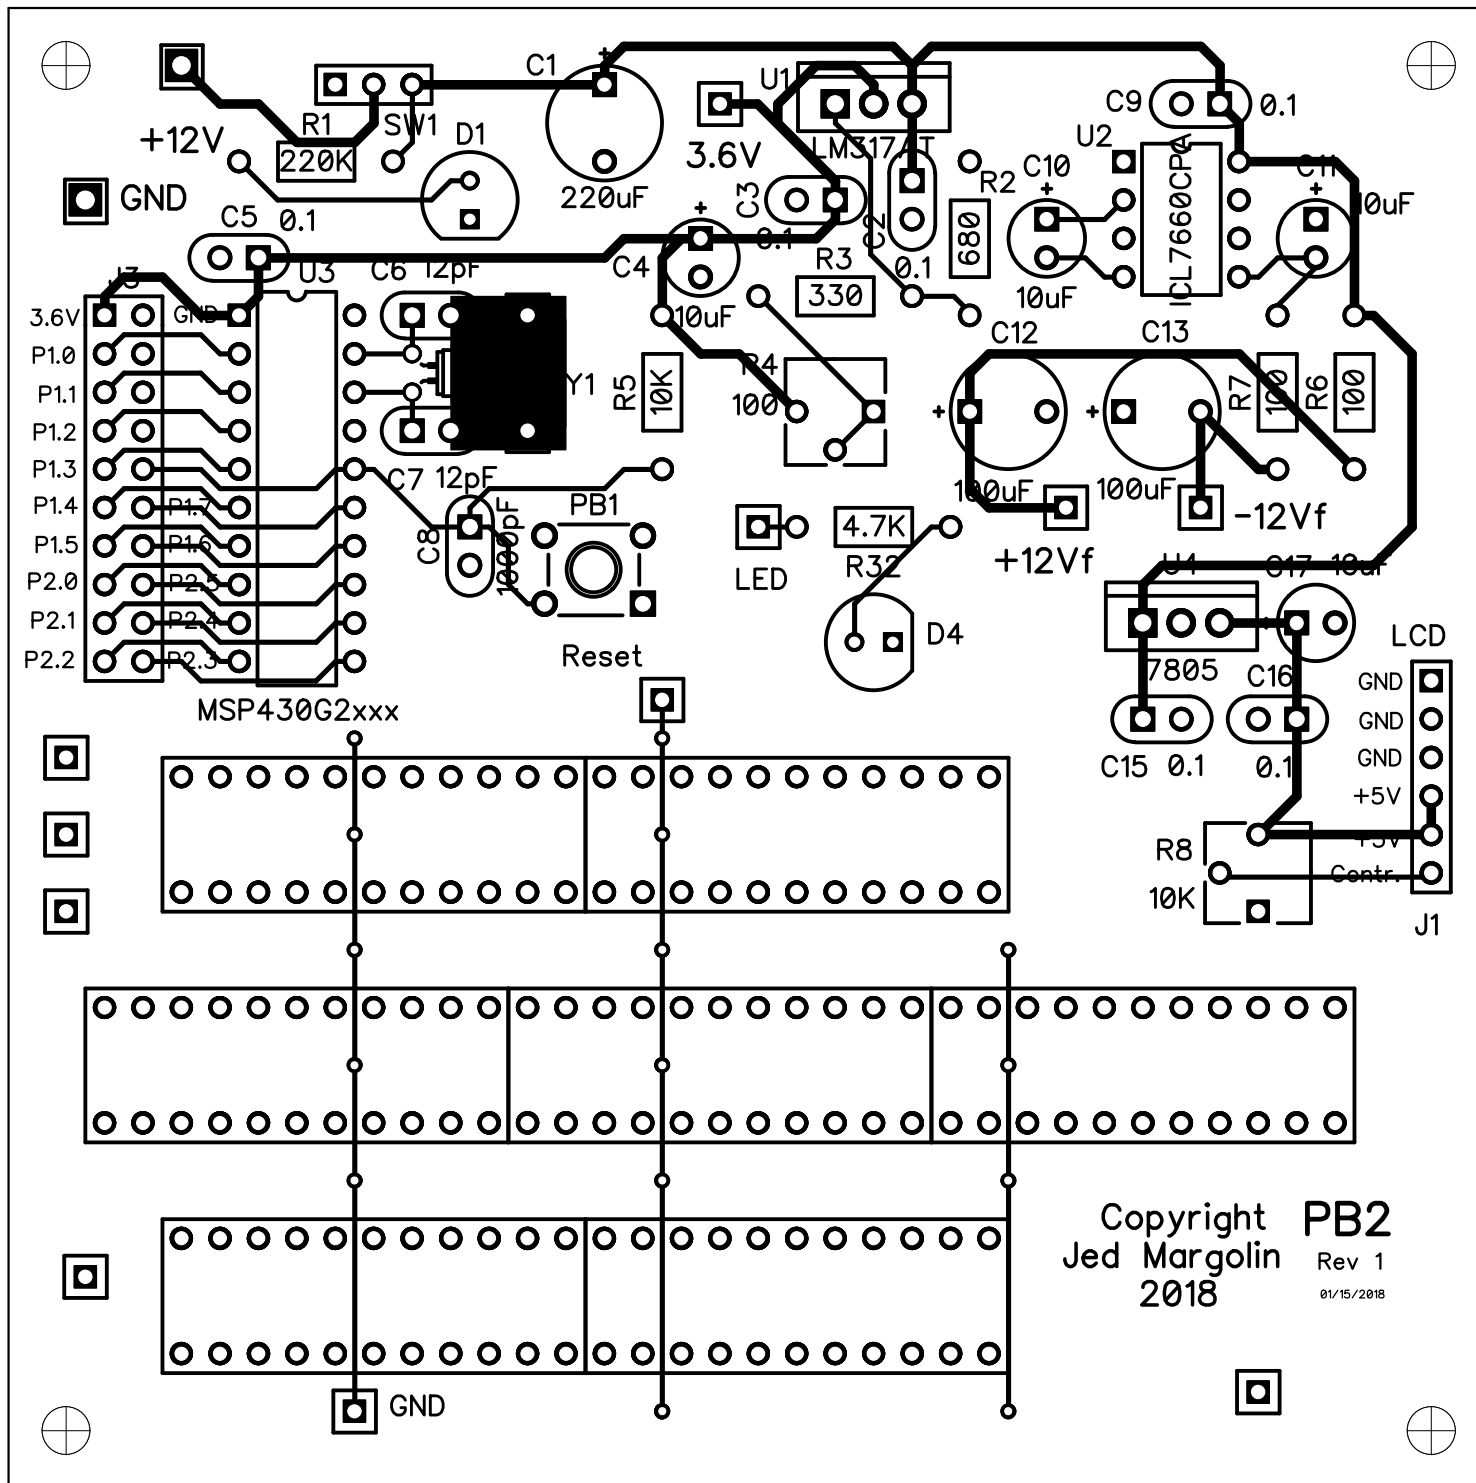 C1
U1
C9
0.1
+12V
R1
SW1
220K
D1
3.6V
LM317AT
U2
C10
C11
GND
220uF
C3
0.1
C2
R2
680
ICL7660CPA
10uF
C5
0.1
C4
10uF
R3
330
0.1
10uF
J3
U3
C6
12pF
3.6V
GND
P1.0
P1.1
P1.2
P1.3
P1.4
P1.5
P2.0
P2.1
P2.2
P1.7
P1.6
P2.5
P2.4
P2.3
Y1
R5
10K
R4
100
C12
C13
R7
100
R6
100
C7
12pF
100uF
100uF
C8
1000pF
PB1
4.7K
R32
LED
+12Vf
-12Vf
U4
C17
10uF
Reset
D4
7805
LCD
C16
GND
GND
GND
+5V
+5V
Contr.
MSP430G2xxx
C15
0.1
0.1
R8
10K
J1
Copyright
Jed Margolin
2018
PB2
Rev 1
01/15/2018
GND